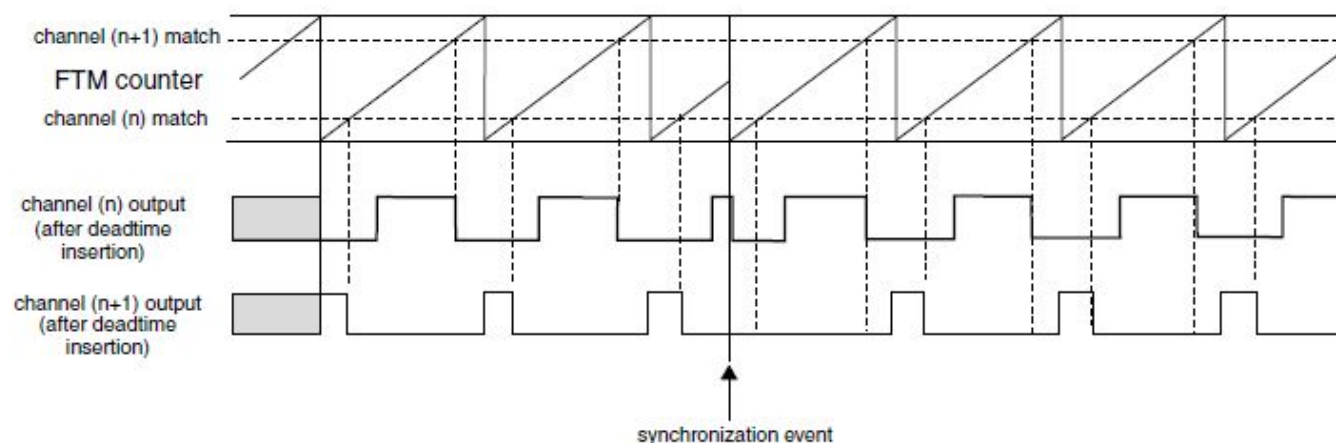 channel (n+1) match
FTM counter
channel (n) match
channel (n) output
(after deadtime
insertion)
channel (n+1) output
(after deadtime
insertion)
synchronization event